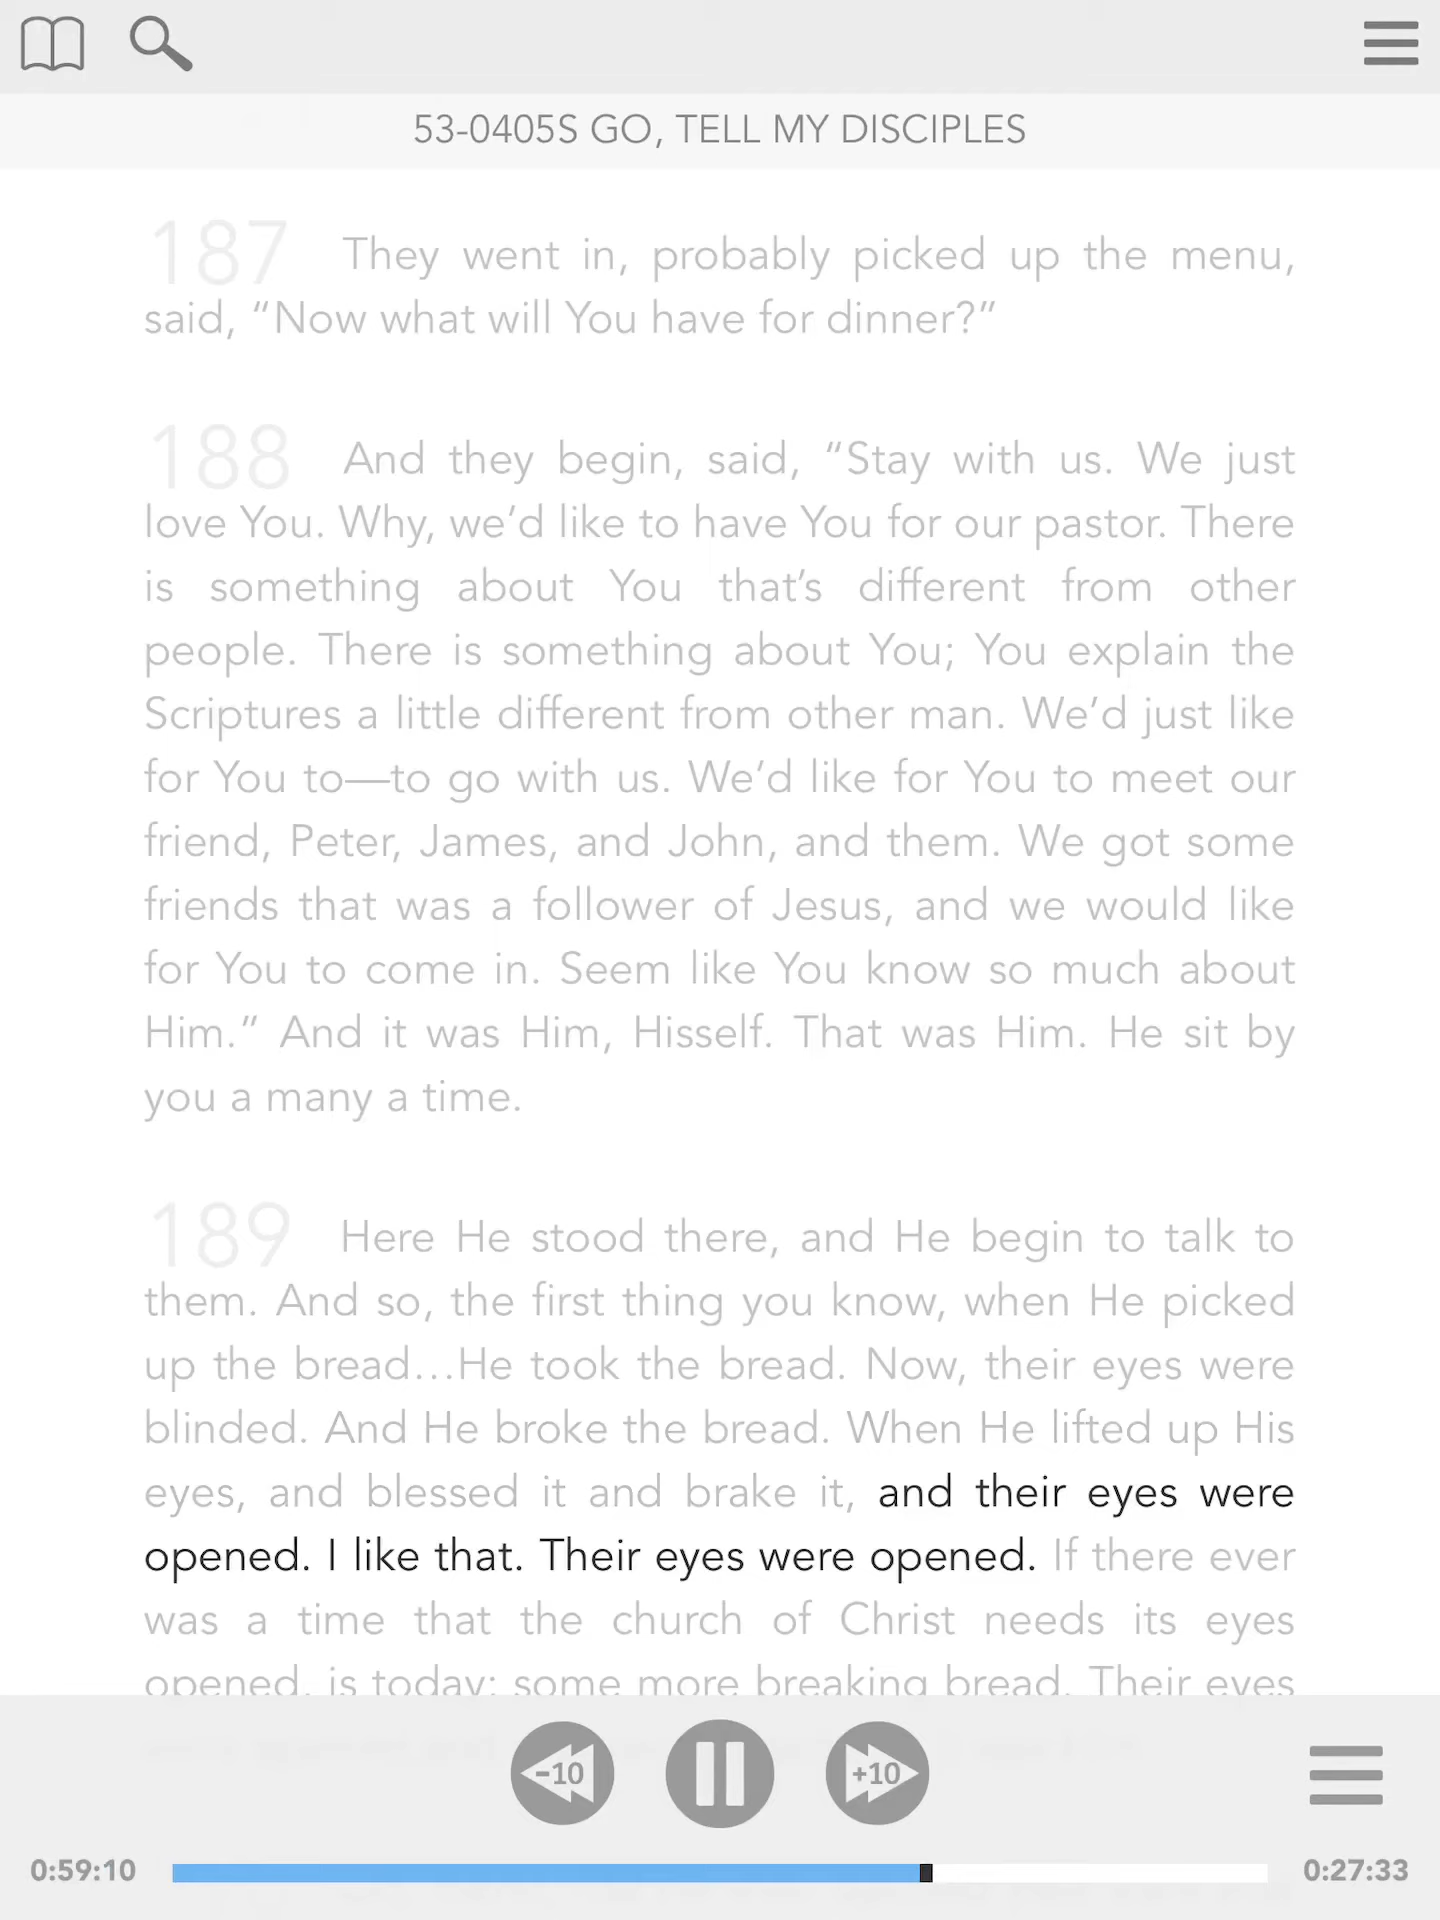 53-0405S GO, TELL MY DISCIPLES
187 They went in, probably picked up the menu,
said, “Now what will You have for dinner?”
188 And they begin, said, “Stay with us. We just
love You. Why, we’d like to have You for our pastor. There
is something about You that’s different from other
people. There is something about You; You explain the
Scriptures a little different from other man. We’d just like
for You to—to go with us. We’d like for You to meet our
friend, Peter, James, and John, and them. We got some
friends that was a follower of Jesus, and we would like
for You to come in. Seem like You know so much about
Him.” And it was Him, Hisself. That was Him. He sit by
you a many a time.
189 Here He stood there, and He begin to talk to
them. And so, the first thing you know, when He picked
up the bread…He took the bread. Now, their eyes were
blinded. And He broke the bread. When He lifted up His
eyes, and blessed it and brake it, and their eyes were
opened. I like that. Their eyes were opened. If there ever
was a time that the church of Christ needs its eyes
opened, is today; some more breaking bread. Their eyes
-10 +10
0:59:10 0:27:33